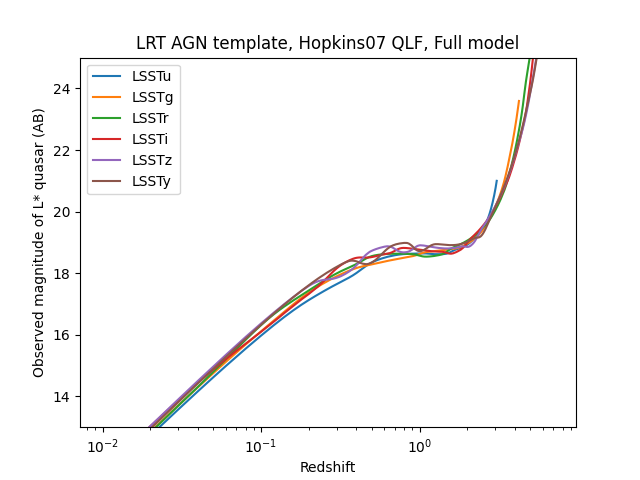 LRT AGN template, Hopkins07 QLF, Full model
Observed magnitude of L* quasar (AB)
24
22
20
18
16
14
LSSTu
LSSTg
LSSTr
LSSTi
LSSTz
LSSTy
10⁻² 10⁻¹ 10⁰
Redshift